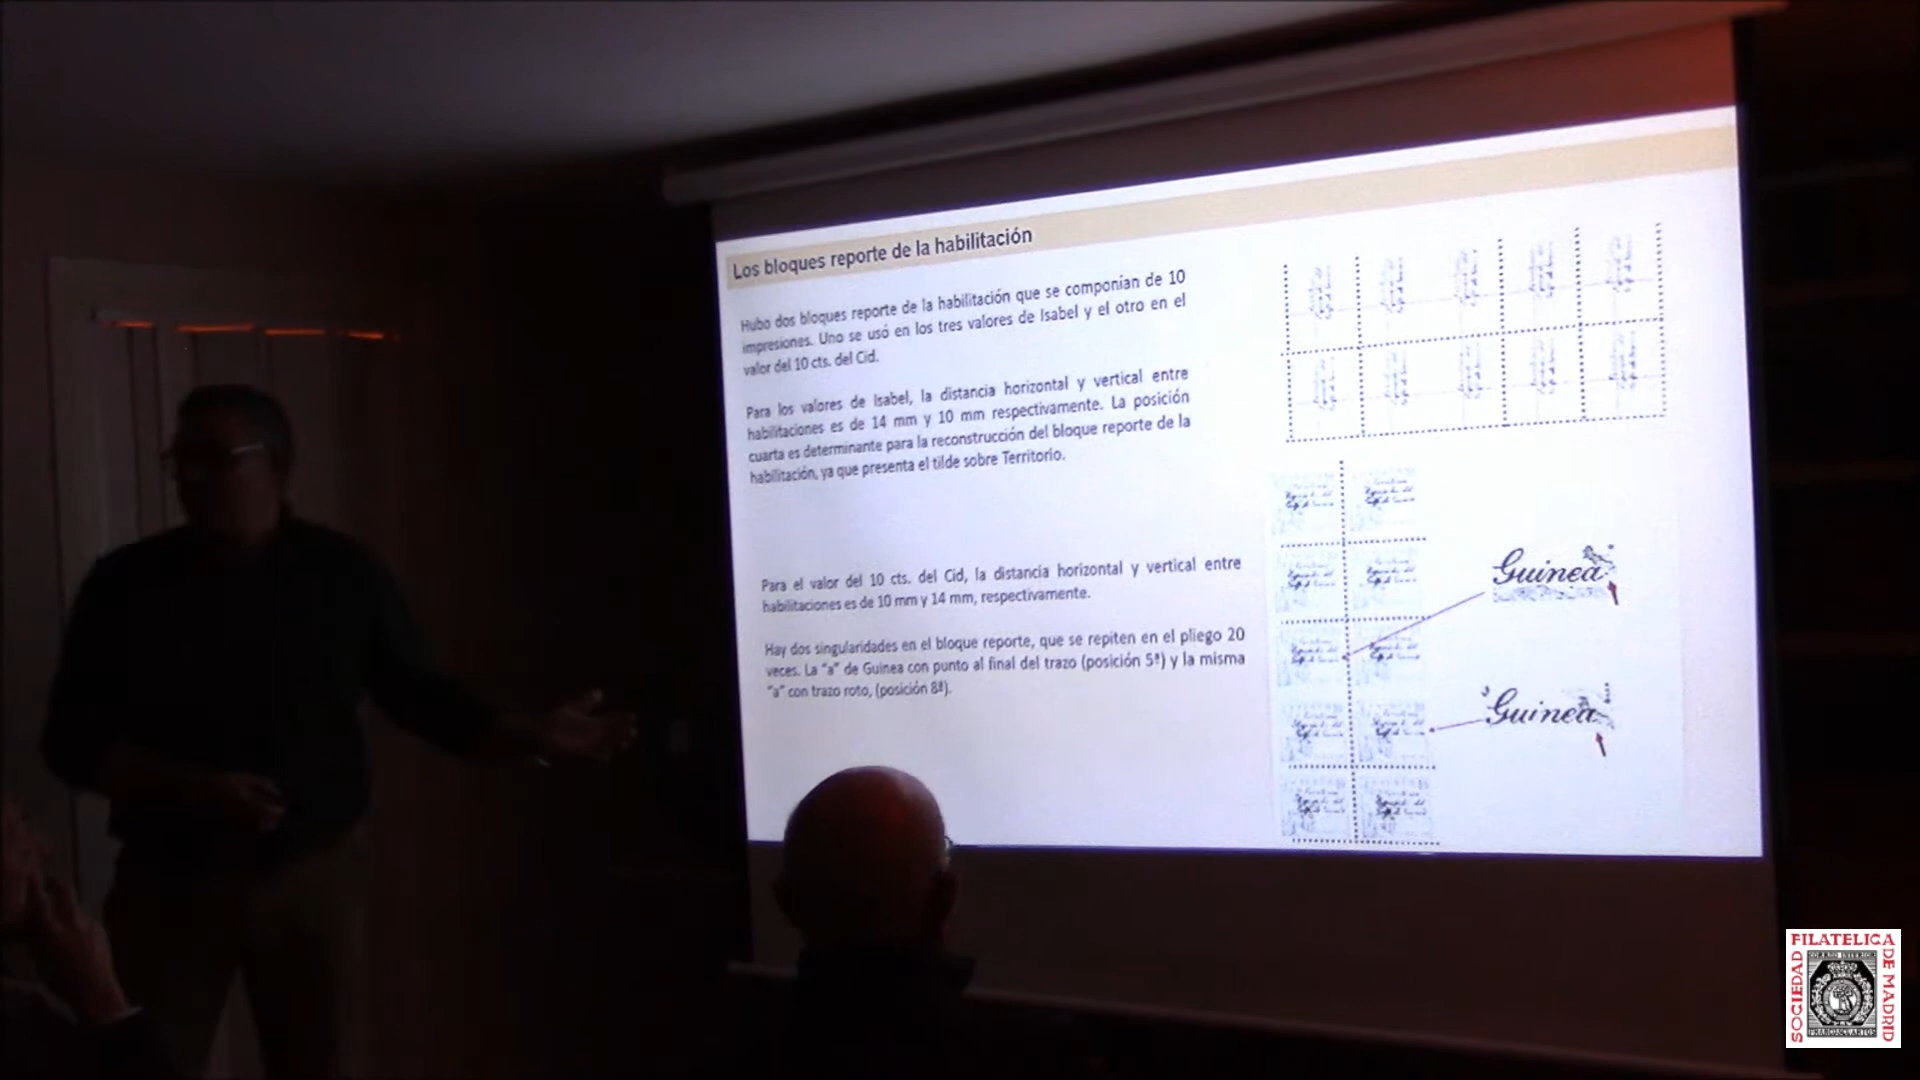 Los bloques reporte de la habilitación
Hubo dos bloques reporte de la habilitación que se componían de 10
impresiones. Uno se usó en los tres valores de Isabel y el otro en el
valor del 10 cts. del Cid.
Para los valores de Isabel, la distancia horizontal y vertical entre
habilitaciones es de 14 mm y 10 mm respectivamente. La posición
cuarta es determinante para la reconstrucción del bloque reporte de la
habilitación, ya que presenta el tilde sobre Territorio.
Para el valor del 10 cts. del Cid, la distancia horizontal y vertical entre
habilitaciones es de 10 mm y 14 mm, respectivamente.
Hay dos singularidades en el bloque reporte, que se repiten en el pliego 20
veces. La "a" de Guinea con punto al final del trazo (posición 5ª) y la misma
"a" con trazo roto, (posición 8ª).
Guinea
Guinea
SOCIEDAD
FILATELICA
DE MADRID